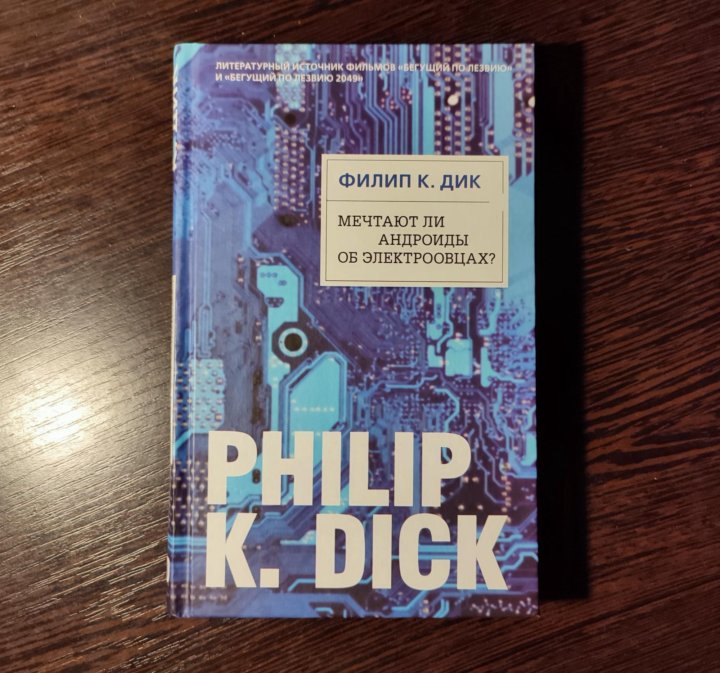 ЛИТЕРАТУРНЫЙ ИСТОЧНИК ФИЛЬМОВ «БЕГУЩИЙ ПО ЛЕЗВИЮ»
И «БЕГУЩИЙ ПО ЛЕЗВИЮ 2049»
ФИЛИП К. ДИК
МЕЧТАЮТ ЛИ
АНДРОИДЫ
ОБ ЭЛЕКТРООВЦАХ?
PHILIP
K. DICK